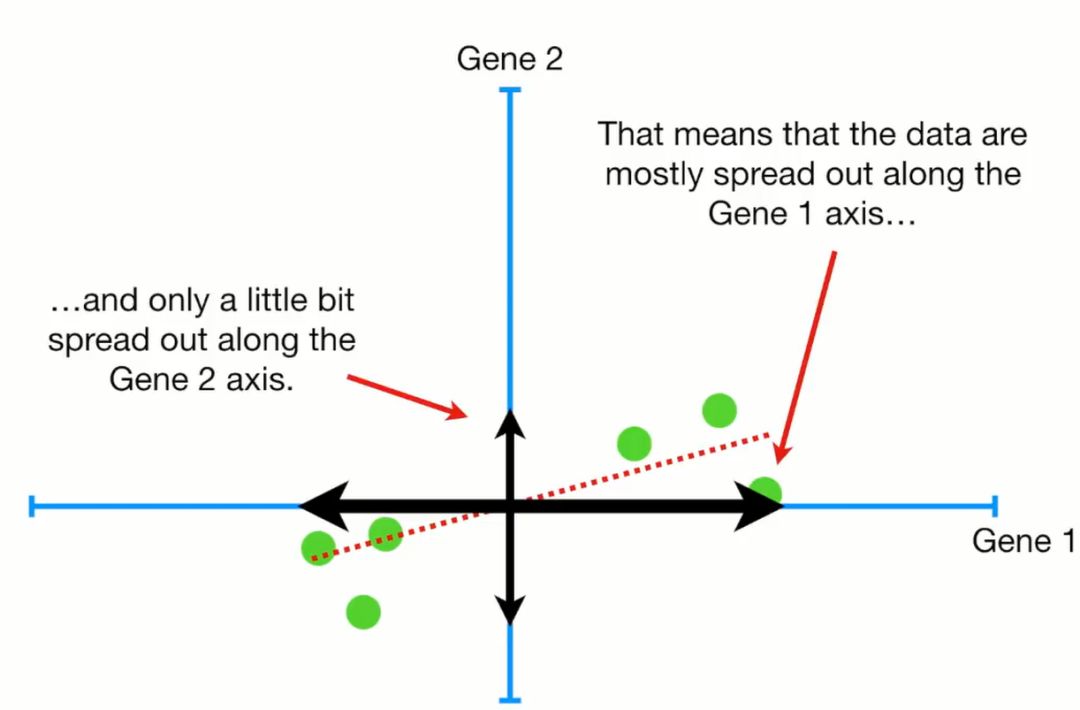 Gene 2
That means that the data are
mostly spread out along the
Gene 1 axis…
…and only a little bit
spread out along the
Gene 2 axis.
Gene 1